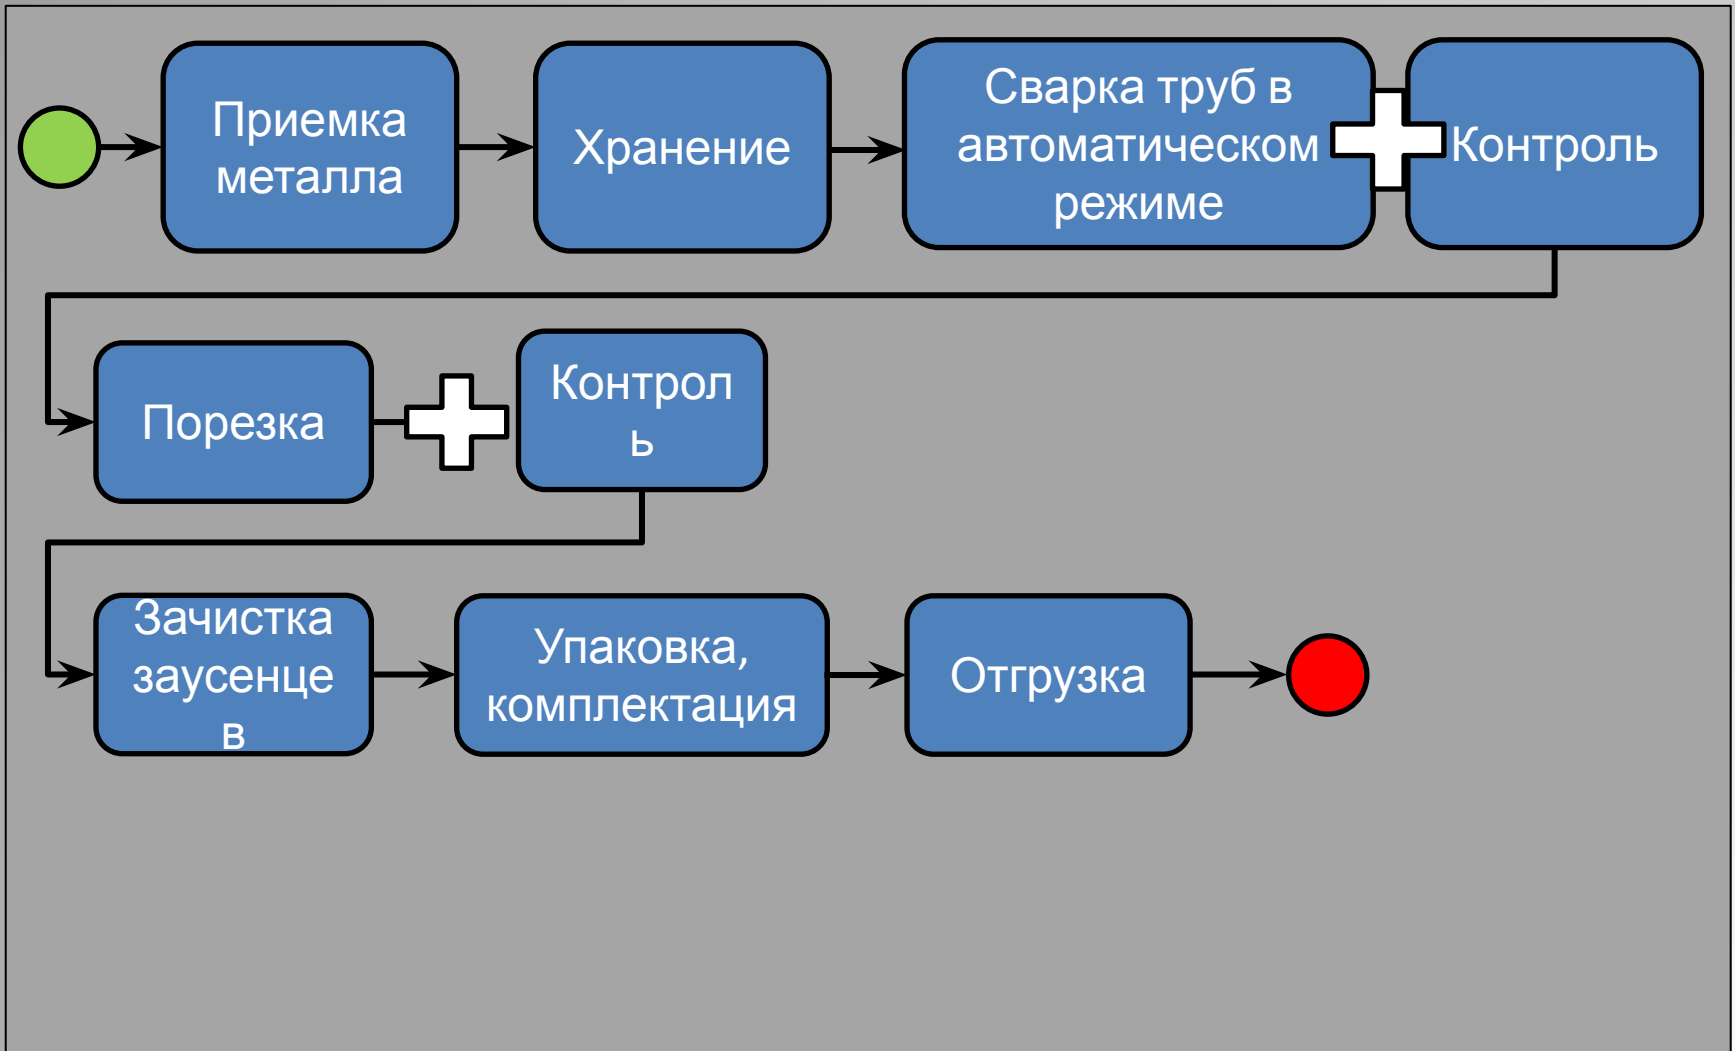 Приемка
металла
Хранение
Сварка труб в
автоматическом
режиме
Контроль
Порезка
Контрол
ь
Зачистка
заусенце
в
Упаковка,
комплектация
Отгрузка